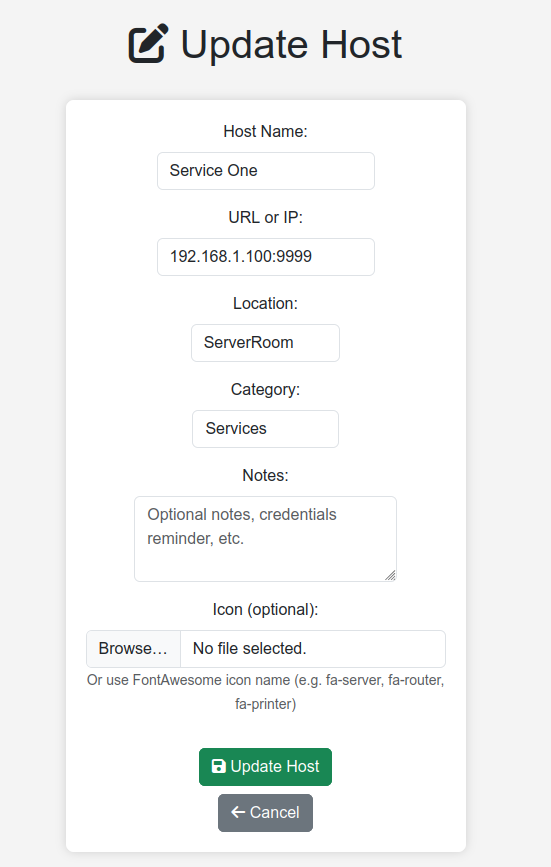 Update Host
Host Name:
Service One
URL or IP:
192.168.1.100:9999
Location:
ServerRoom
Category:
Services
Notes:
Optional notes, credentials
reminder, etc.
Icon (optional):
Browse… No file selected.
Or use FontAwesome icon name (e.g. fa-server, fa-router,
fa-printer)
Update Host
Cancel